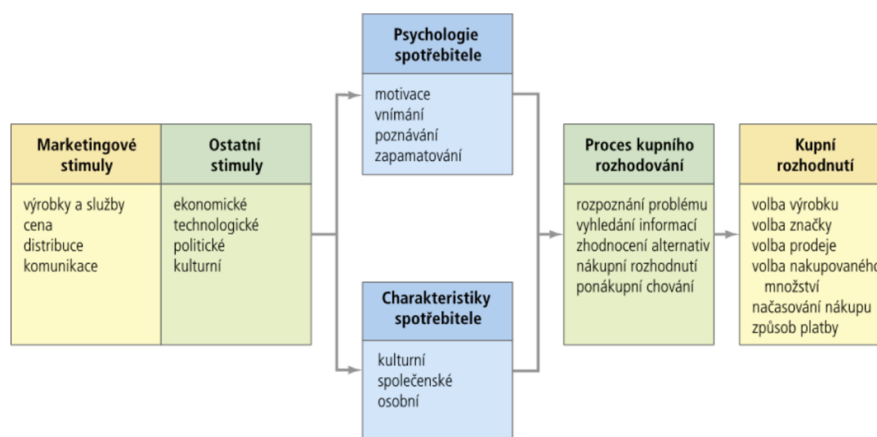 Psychologie
spotřebitele
motivace
vnímání
poznávání
zapamatování
Marketingové
stimuly
výrobky a služby
cena
distribuce
komunikace
Ostatní
stimuly
ekonomické
technologické
politické
kulturní
Charakteristiky
spotřebitele
kulturní
společenské
osobní
Proces kupního
rozhodování
rozpoznání problému
vyhledání informací
zhodnocení alternativ
nákupní rozhodnutí
ponákupní chování
Kupní
rozhodnutí
volba výrobku
volba značky
volba prodeje
volba nakupovaného
množství
načasování nákupu
způsob platby